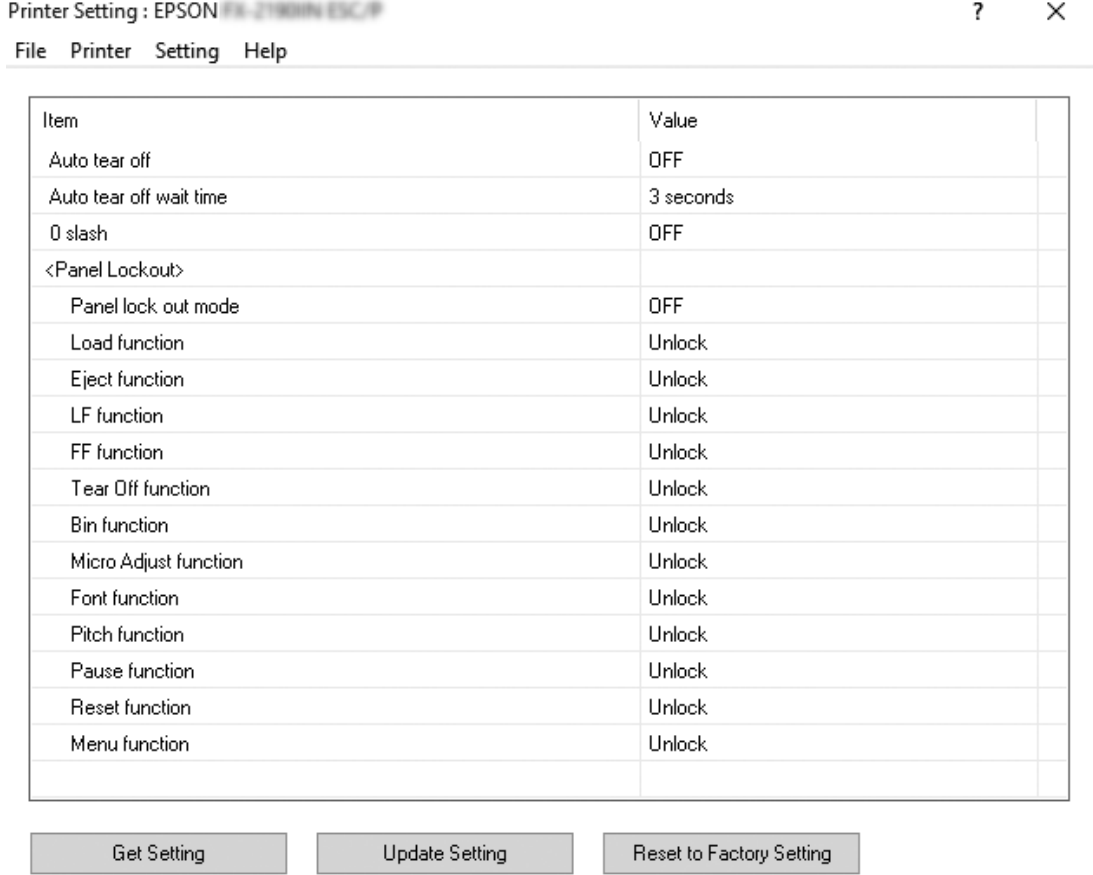 Printer Setting : EPSON
? ×
File Printer Setting Help
Item Value
Auto tear off OFF
Auto tear off wait time 3 seconds
0 slash OFF
<Panel Lockout>
Panel lock out mode OFF
Load function Unlock
Eject function Unlock
LF function Unlock
FF function Unlock
Tear Off function Unlock
Bin function Unlock
Micro Adjust function Unlock
Font function Unlock
Pitch function Unlock
Pause function Unlock
Reset function Unlock
Menu function Unlock
Get Setting Update Setting Reset to Factory Setting